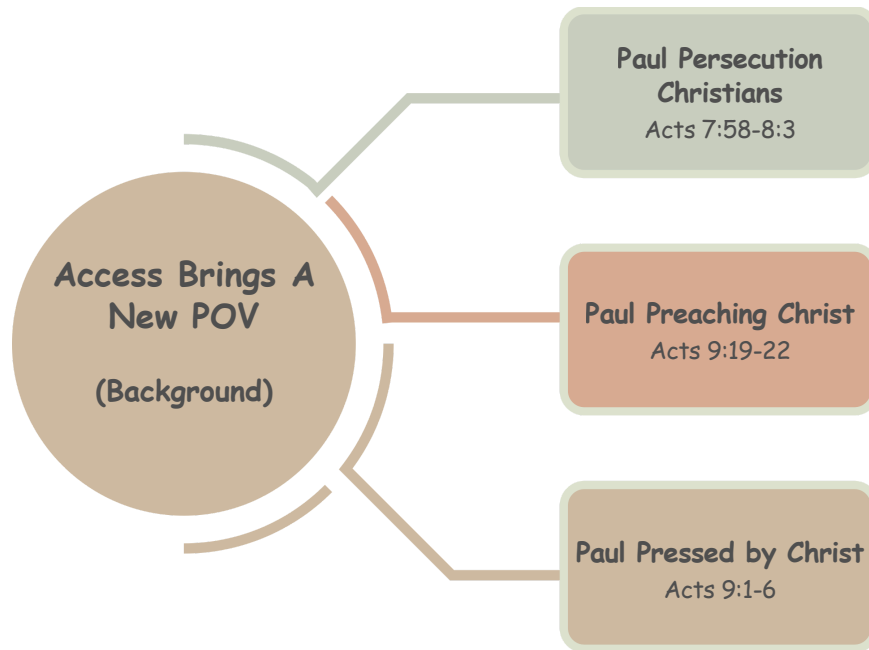 Access Brings A
New POV
(Background)
Paul Persecution
Christians
Acts 7:58-8:3
Paul Preaching Christ
Acts 9:19-22
Paul Pressed by Christ
Acts 9:1-6